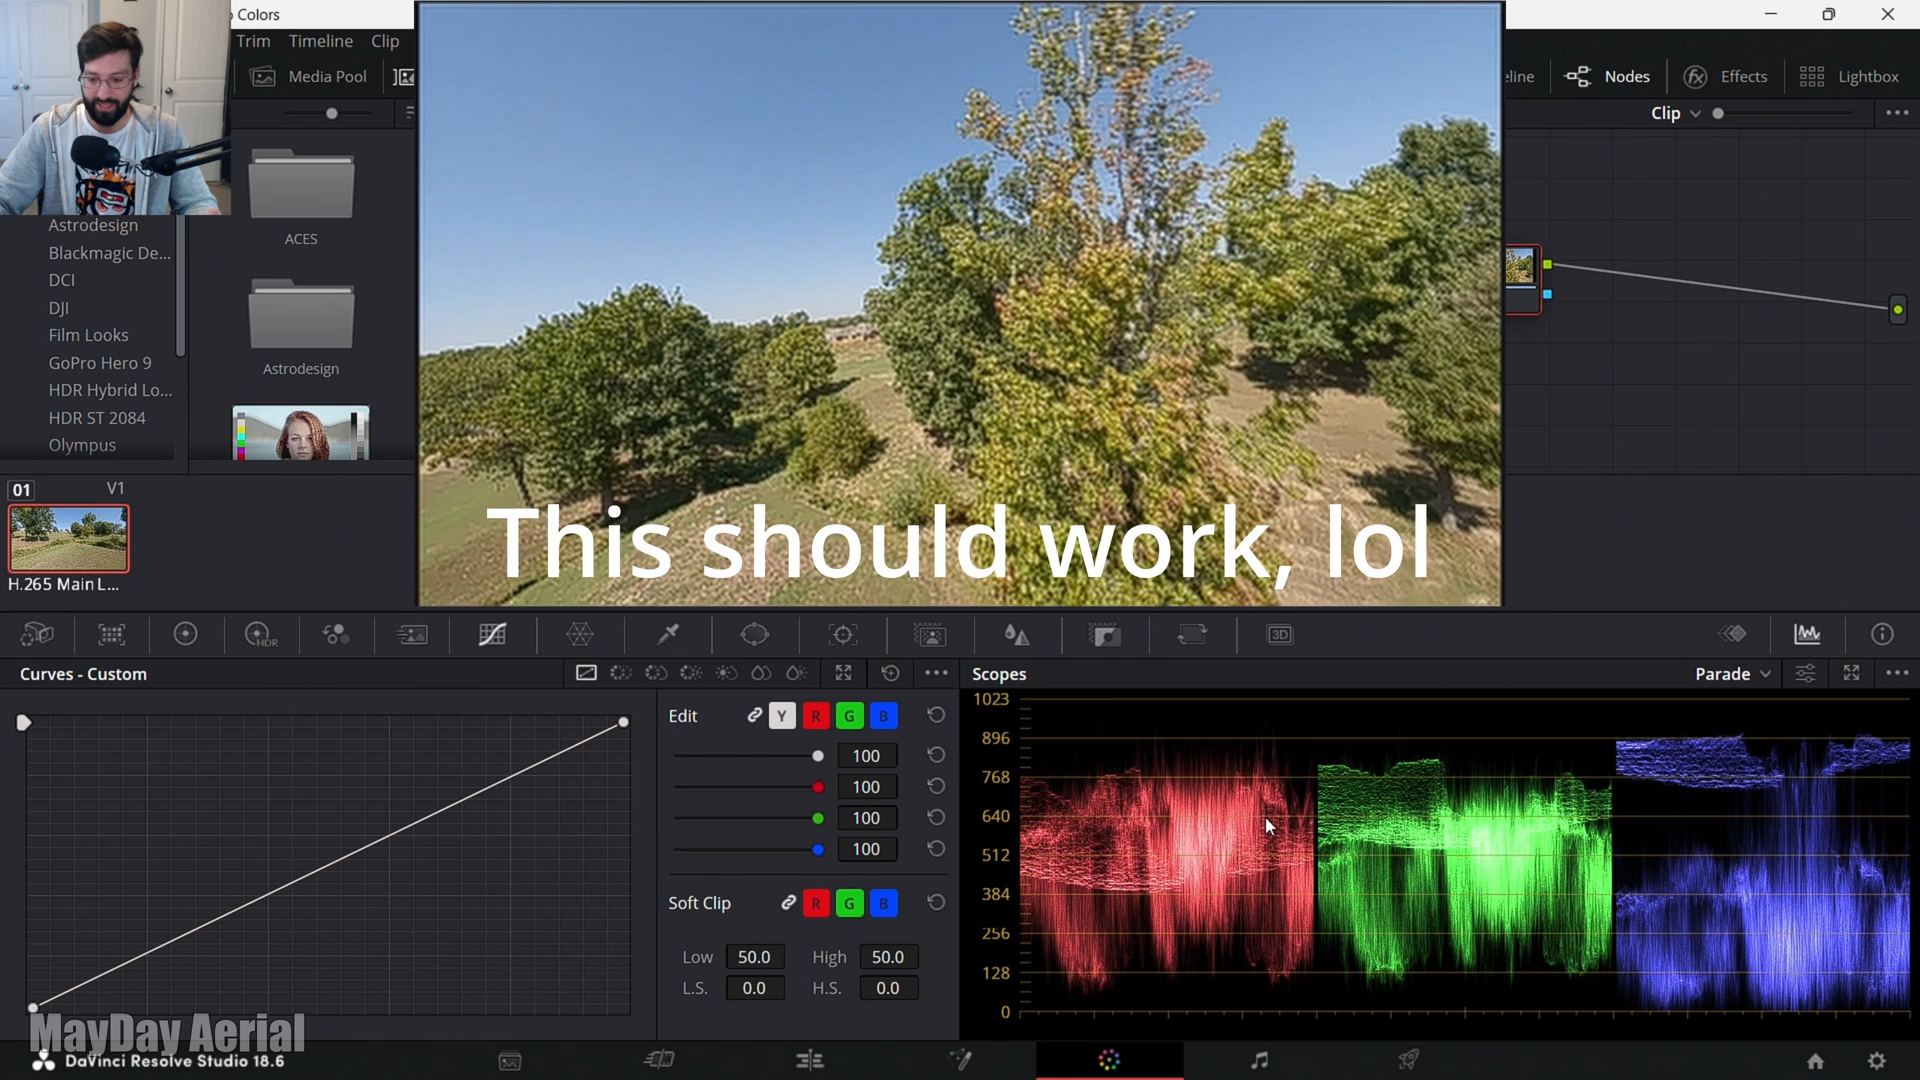 Colors
Trim Timeline Clip
Media Pool
eline Nodes Effects Lightbox
Clip
Astrodesign
Blackmagic De...
DCI
DJI
Film Looks
GoPro Hero 9
HDR Hybrid Lo...
HDR ST 2084
Olympus
ACES
Astrodesign
This should work, lol
01 V1
H.265 Main L...
HDR
3D
Curves - Custom
Edit Y R G B
100
100
100
100
Soft Clip R G B
Low 50.0 High 50.0
L.S. 0.0 H.S. 0.0
Scopes Parade
1023
896
768
640
512
384
256
128
0
MayDay Aerial
DaVinci Resolve Studio 18.6